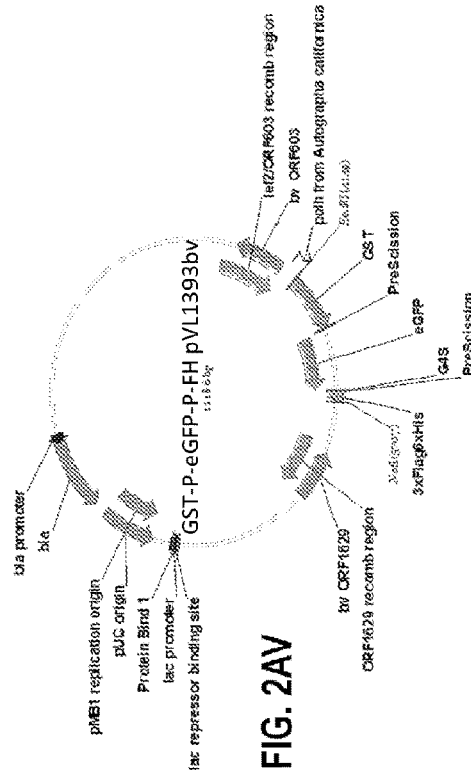 bla promoter
bla
pMB1 replication origin
pUC origin
Protein Bind 1
lac promoter
lac repressor binding site
GST-P-eGFP-P-FH pVL1393bv
lef2/ORF603 recomb region
bv ORF603
polh from Autographa californica
GST
PreScission
eGFP
G4S
PreScission
3xFlag6xHis
bv ORF1629
ORF1629 recomb region
FIG. 2AV